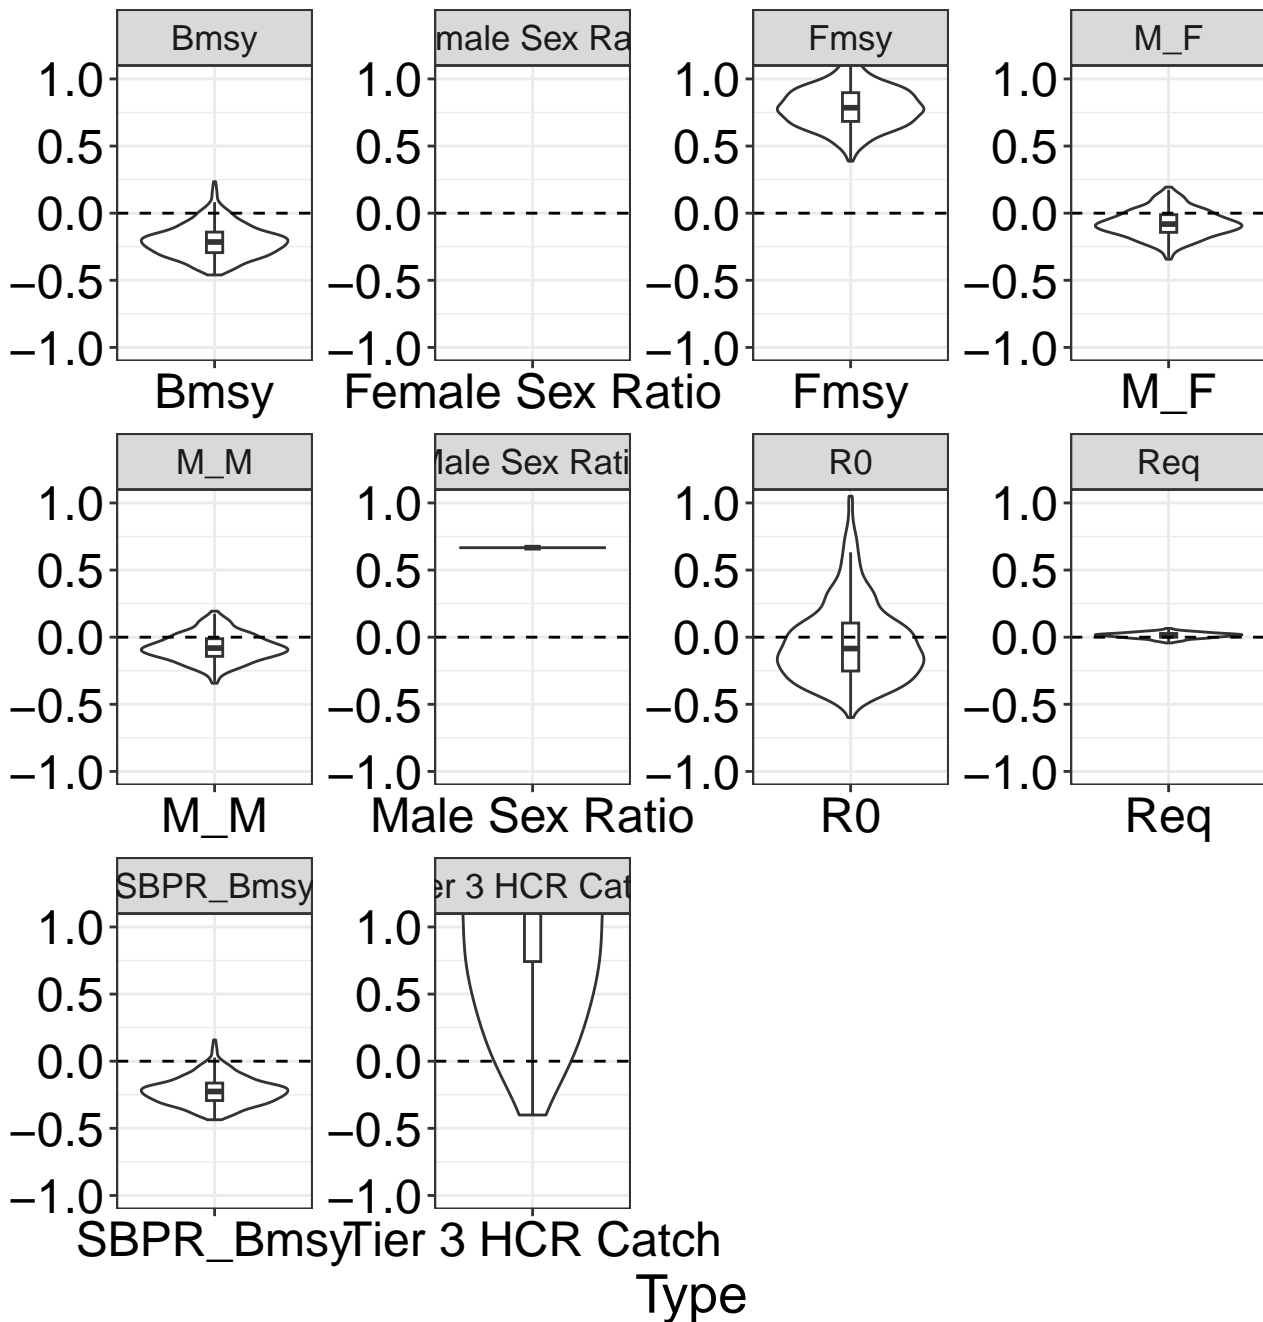 Bmsy male Sex Ra Fmsy M_F
1.0 1.0 1.0 1.0
0.5 0.5 0.5 0.5
0.0 0.0 0.0 0.0
−0.5 −0.5 −0.5 −0.5
−1.0 −1.0 −1.0 −1.0
Bmsy Female Sex Ratio Fmsy M_F
M_M Male Sex Rati R0 Req
1.0 1.0 1.0 1.0
0.5 0.5 0.5 0.5
0.0 0.0 0.0 0.0
−0.5 −0.5 −0.5 −0.5
−1.0 −1.0 −1.0 −1.0
M_M Male Sex Ratio R0 Req
SBPR_Bmsy er 3 HCR Cat
1.0 1.0
0.5 0.5
0.0 0.0
−0.5 −0.5
−1.0 −1.0
SBPR_Bmsy Tier 3 HCR Catch
Type